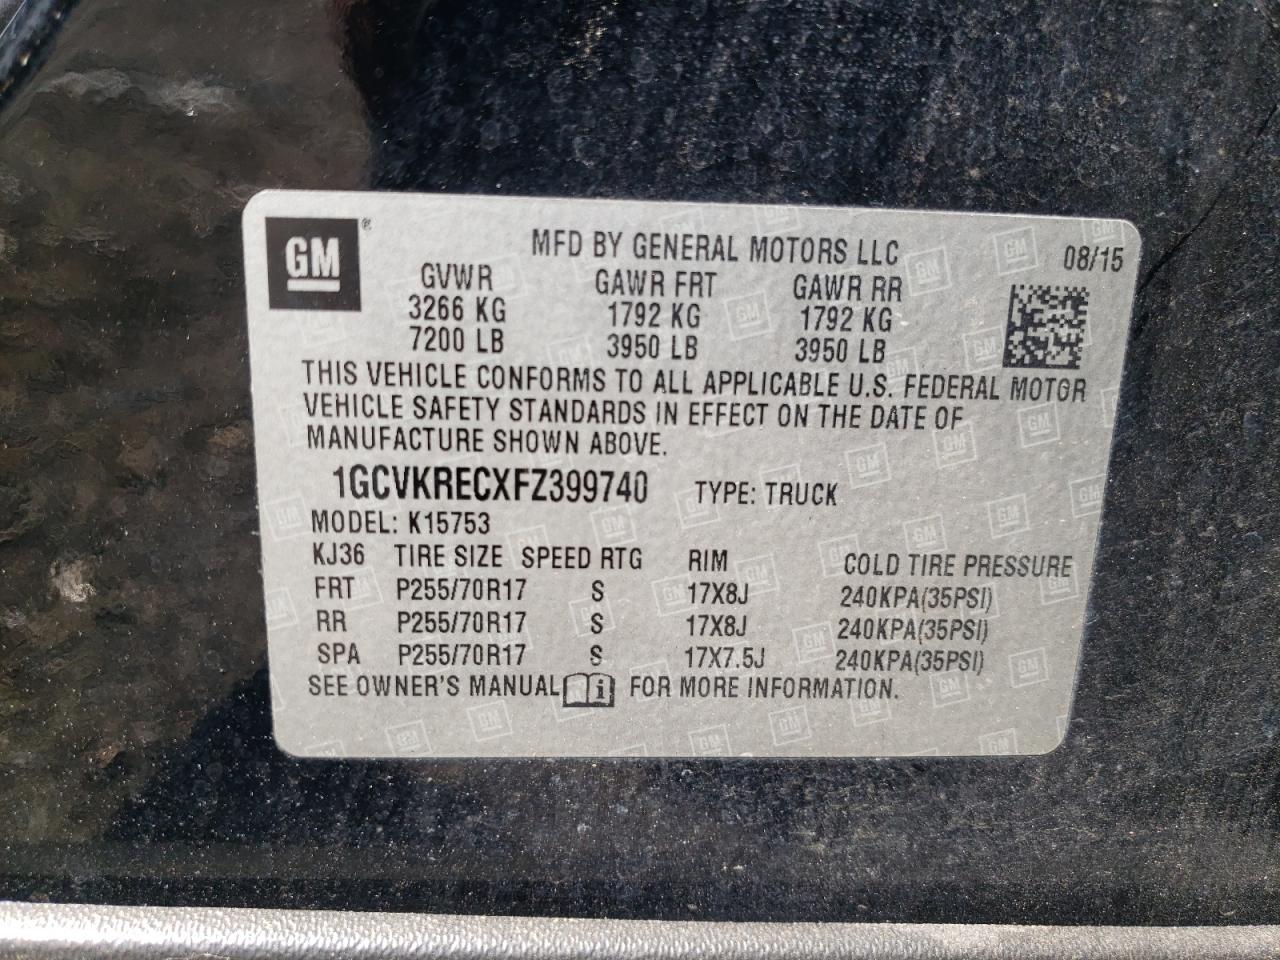 GM®
MFD BY GENERAL MOTORS LLC 08/15
GVWR GAWR FRT GAWR RR
3266 KG 1792 KG 1792 KG
7200 LB 3950 LB 3950 LB
THIS VEHICLE CONFORMS TO ALL APPLICABLE U.S. FEDERAL MOTOR
VEHICLE SAFETY STANDARDS IN EFFECT ON THE DATE OF
MANUFACTURE SHOWN ABOVE.
1GCVKRECXFZ399740 TYPE: TRUCK
MODEL: K15753
KJ36 TIRE SIZE SPEED RTG RIM COLD TIRE PRESSURE
FRT P255/70R17 S 17X8J 240KPA(35PSI)
RR P255/70R17 S 17X8J 240KPA(35PSI)
SPA P255/70R17 S 17X7.5J 240KPA(35PSI)
SEE OWNER'S MANUAL i FOR MORE INFORMATION.